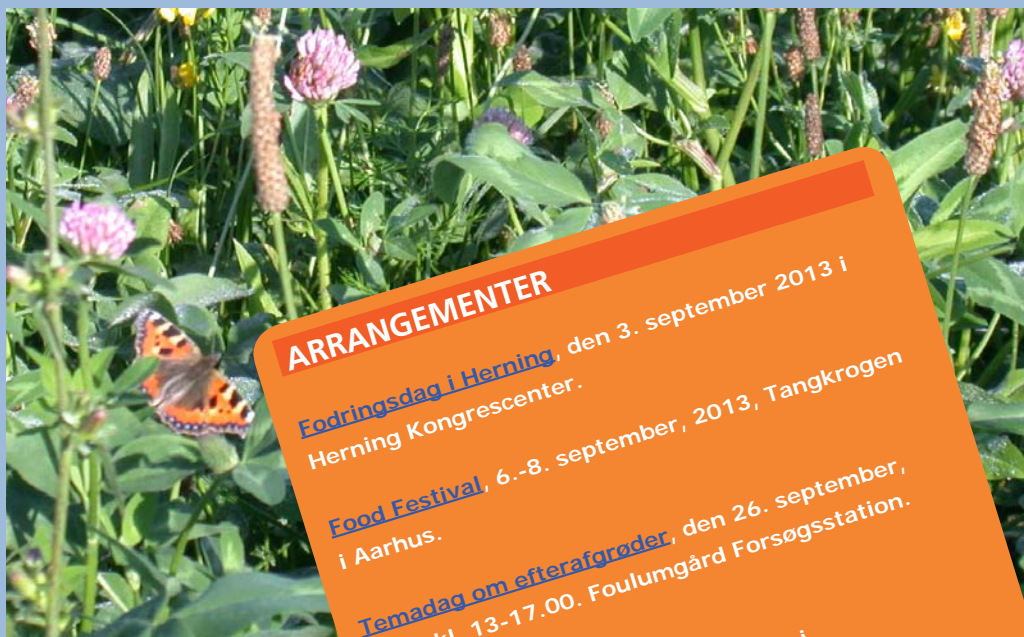 ARRANGEMENTER
Fodringsdag i Herning, den 3. september 2013 i
Herning Kongrescenter.
Food Festival, 6.-8. september, 2013, Tangkrogen
i Aarhus.
Temadag om efterafgrøder, den 26. september,
kl. 13-17.00. Foulumgård Forsøgsstation.
i